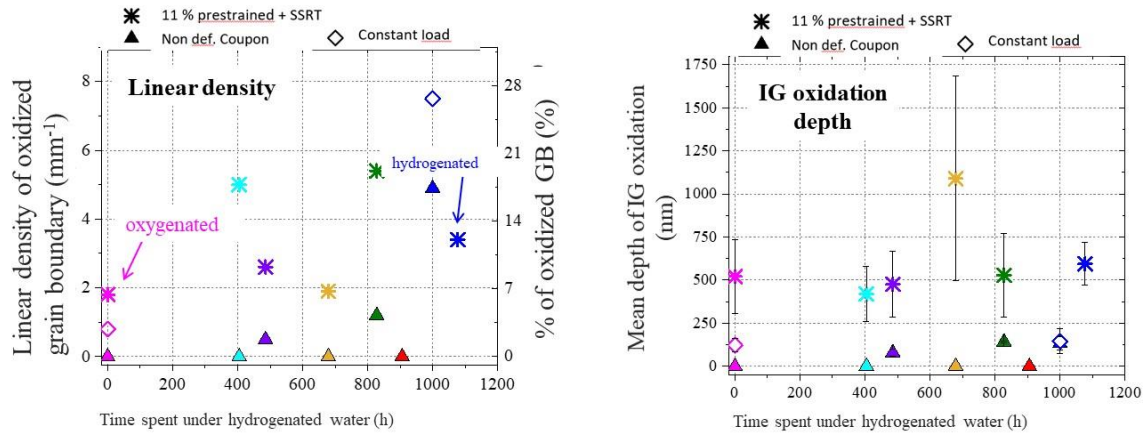 11 % prestrained + SSRT
Non def. Coupon
Constant load
Linear density of oxidized
grain boundary (mm-1)
8
6
4
2
0
Linear density
oxygenated
hydrogenated
28
21
14
7
0
% of oxidized GB (%)
)
0 200 400 600 800 1000 1200
Time spent under hydrogenated water (h)
11 % prestrained + SSRT
Non def. Coupon
Constant load
Mean depth of IG oxidation
(nm)
1750
1500
1250
1000
750
500
250
0
IG oxidation
depth
0 200 400 600 800 1000 1200
Time spent under hydrogenated water (h)